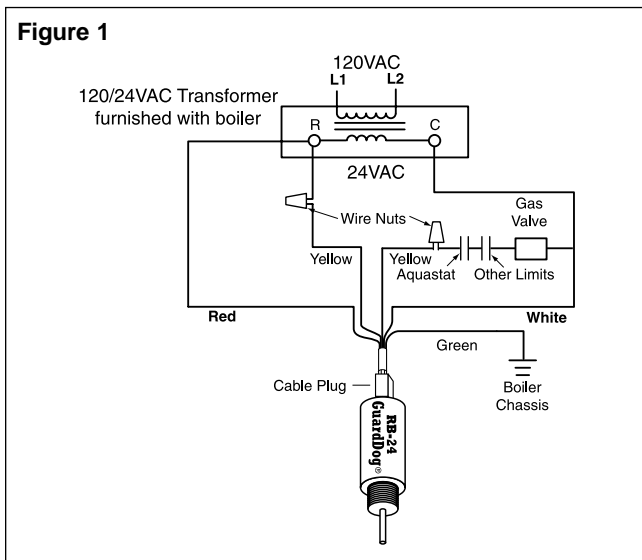 Figure 1
120VAC
L1 L2
120/24VAC Transformer
furnished with boiler
R C
24VAC
Gas
Valve
Wire Nuts
Yellow
Yellow
Aquastat
Other Limits
Red
White
Green
Cable Plug
Boiler
Chassis
RB-24
GuardDog®